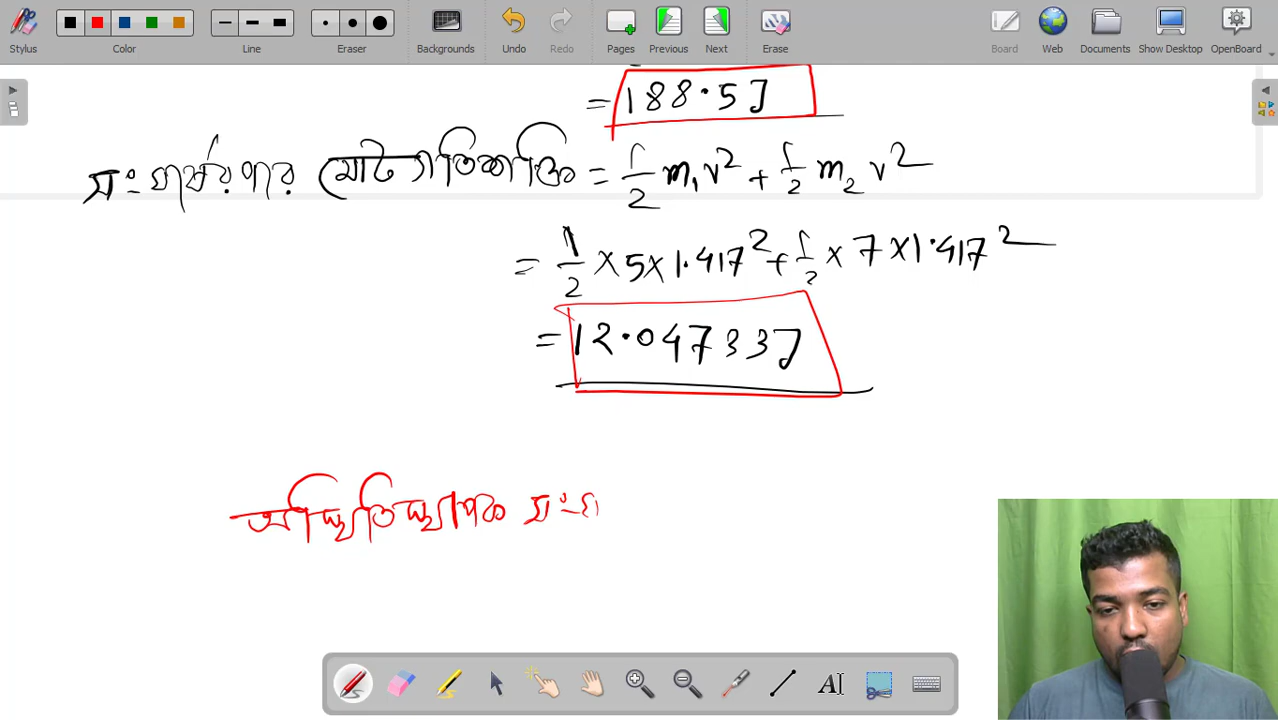 Stylus
Color
Line
Eraser
Backgrounds
Undo
Redo
Pages
Previous
Next
Erase
Board
Web
Documents
Show Desktop
OpenBoard
= 188.5J
সংঘর্ষের পরে মোট গতিশক্তি = 1/2 m₁v² + 1/2 m₂v²
= 1/2 × 5×1.417² + 1/2 × 7×1.417²
= 12.04733J
অস্থিতিস্থাপক সংঘ